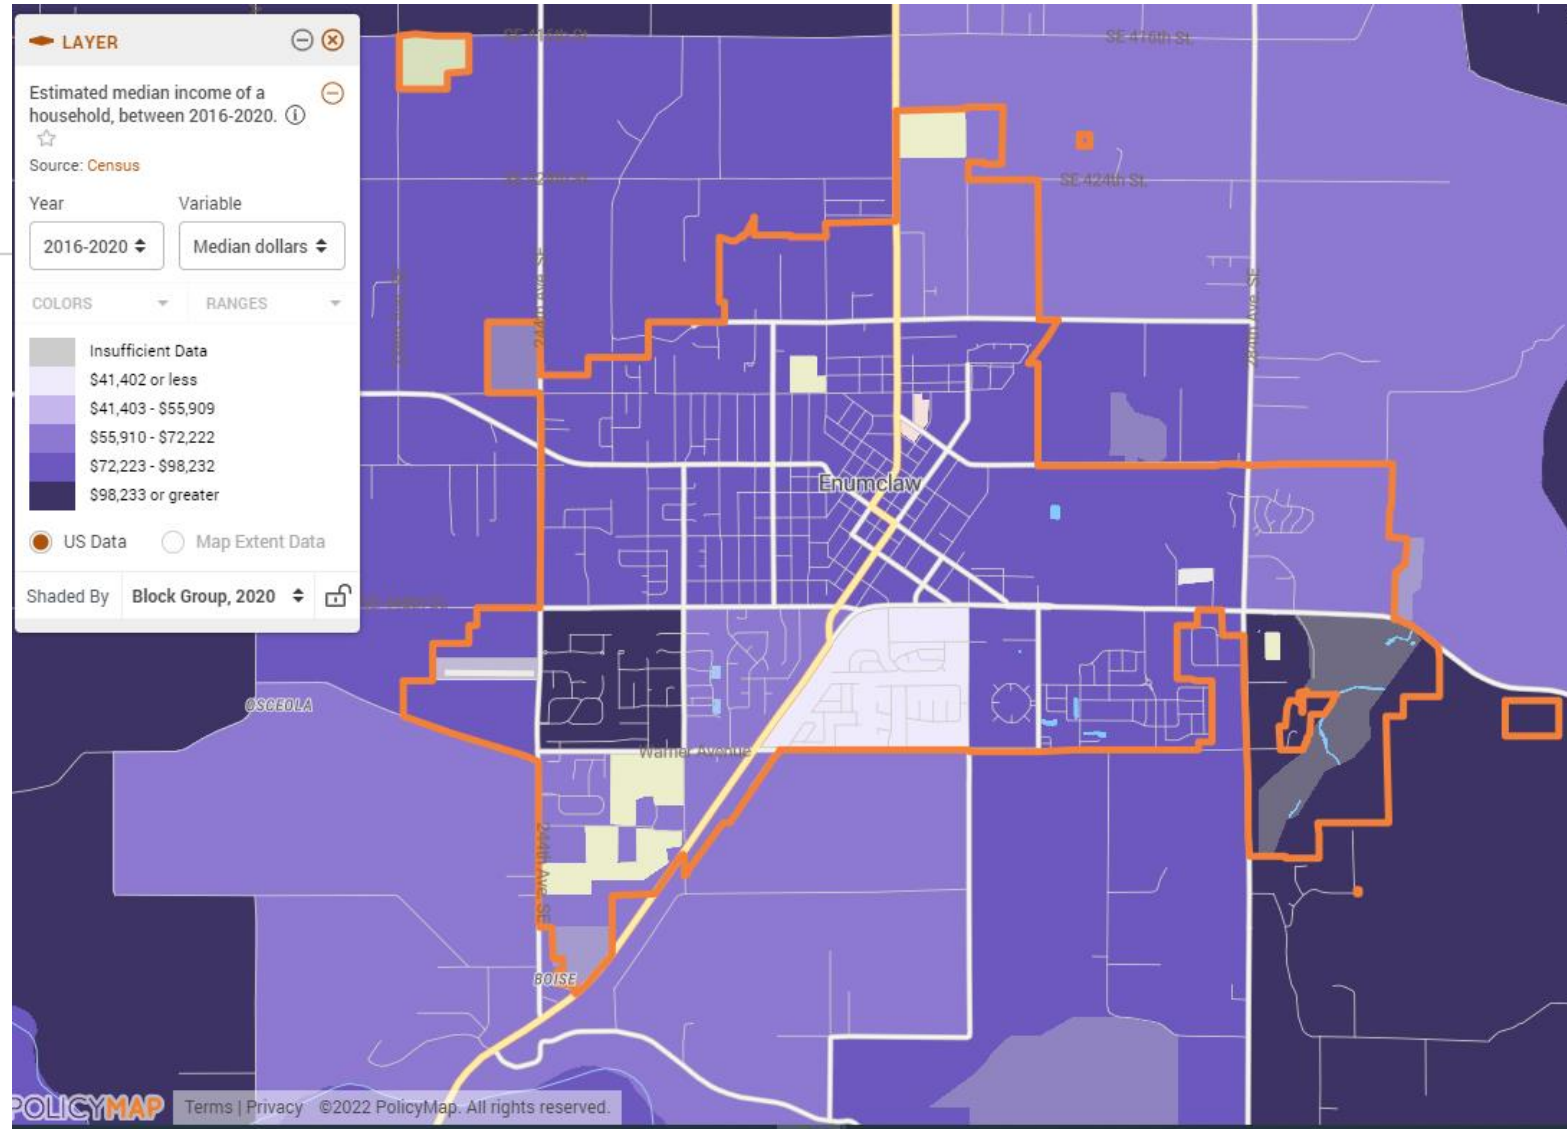 LAYER
Estimated median income of a
household, between 2016-2020.
Source: Census
Year Variable
2016-2020 Median dollars
COLORS RANGES
Insufficient Data
$41,402 or less
$41,403 - $55,909
$55,910 - $72,222
$72,223 - $98,232
$98,233 or greater
US Data Map Extent Data
Shaded By Block Group, 2020
SE 416th St.
SE 424th St.
Enumclaw
OSCEOLA
Warner Avenue
244th Ave. SE
BOISE
POLICYMAP
Terms | Privacy ©2022 PolicyMap. All rights reserved.